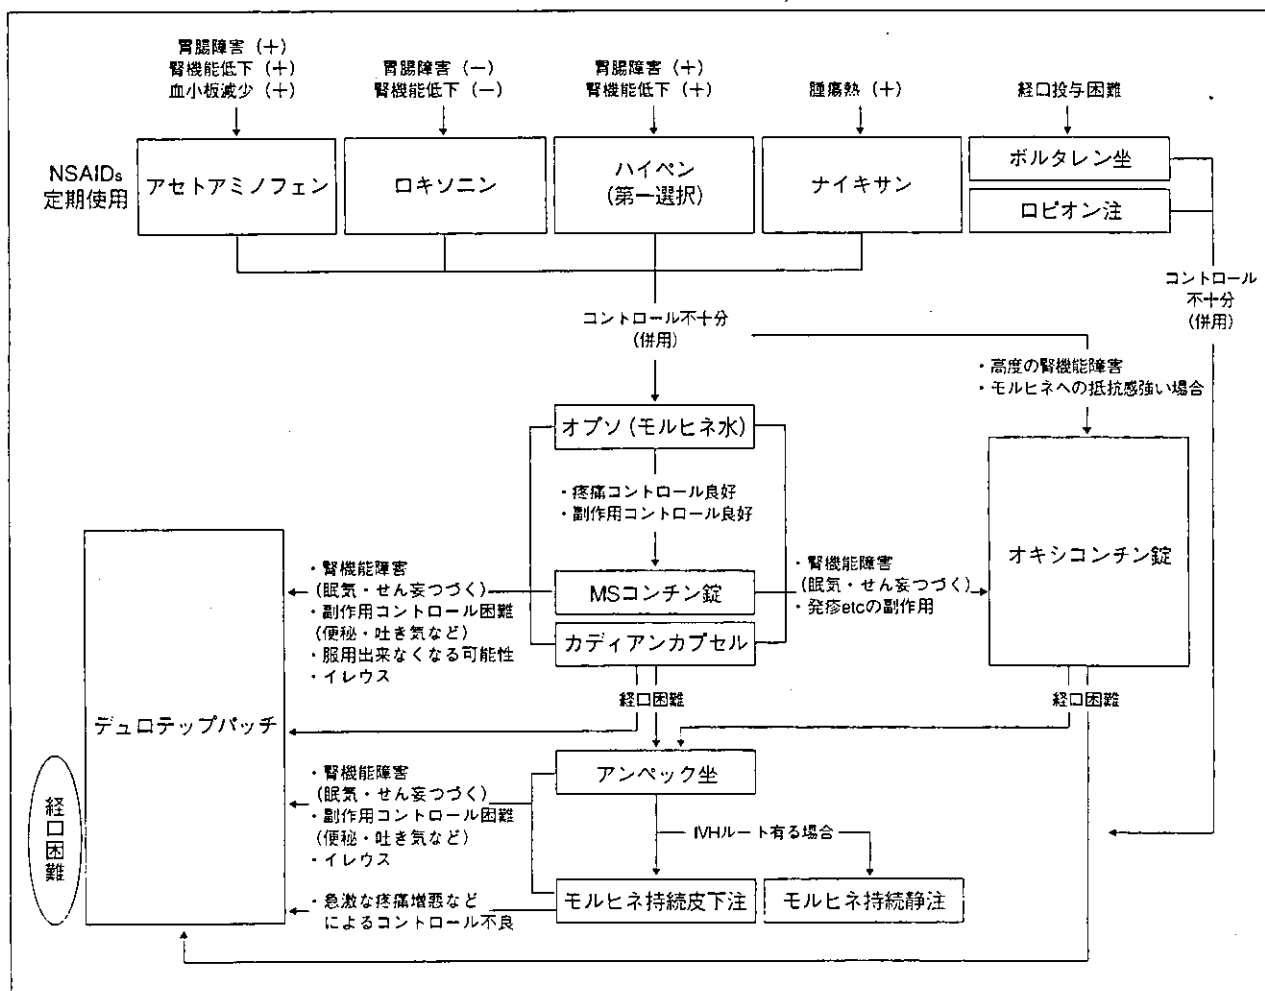 胃腸障害 (+)
腎機能低下 (+)
血小板減少 (+)
胃腸障害 (−)
腎機能低下 (−)
胃腸障害 (+)
腎機能低下 (+)
腫瘍熱 (+)
経口投与困難
NSAIDs
定期使用
アセトアミノフェン
ロキソニン
ハイペン
(第一選択)
ナイキサン
ボルタレン坐
ロピオン注
コントロール不十分
(併用)
コントロール
不十分
(併用)
・高度の腎機能障害
・モルヒネへの抵抗感強い場合
オプソ (モルヒネ水)
・疼痛コントロール良好
・副作用コントロール良好
オキシコンチン錠
・腎機能障害
(眠気・せん妄つづく)
・副作用コントロール困難
(便秘・吐き気など)
・服用出来なくなる可能性
・イレウス
MSコンチン錠
カディアンカプセル
・腎機能障害
(眠気・せん妄つづく)
・発疹etcの副作用
経口困難
経口困難
デュロテップパッチ
経口困難
アンペック坐
・腎機能障害
(眠気・せん妄つづく)
・副作用コントロール困難
(便秘・吐き気など)
・イレウス
IVHルート有る場合
・急激な疼痛増悪など
によるコントロール不良
モルヒネ持続皮下注
モルヒネ持続静注